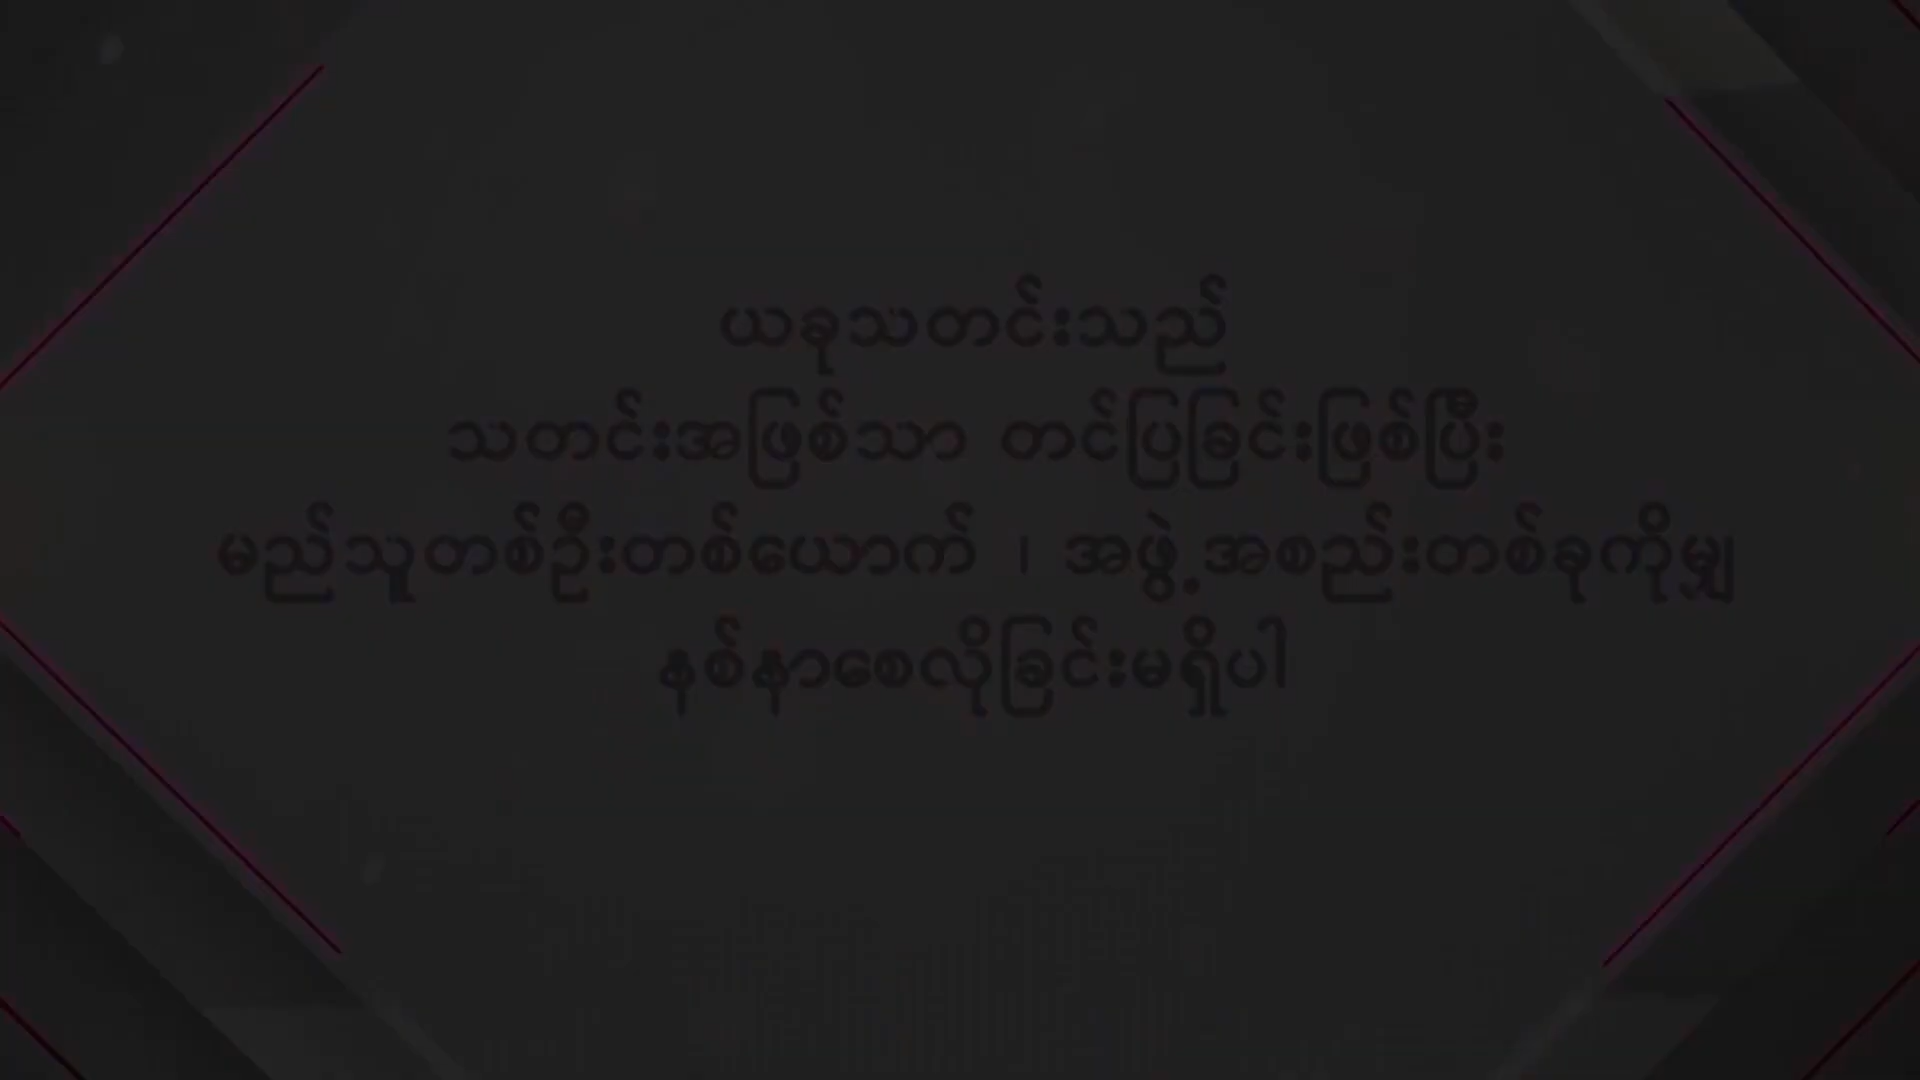 ယခုသတင်းသည်
သတင်းအဖြစ်သာ တင်ပြခြင်းဖြစ်ပြီး
မည်သူတစ်ဦးတစ်ယောက် ၊ အဖွဲ့အစည်းတစ်ခုကိုမျှ
နစ်နာစေလိုခြင်းမရှိပါ